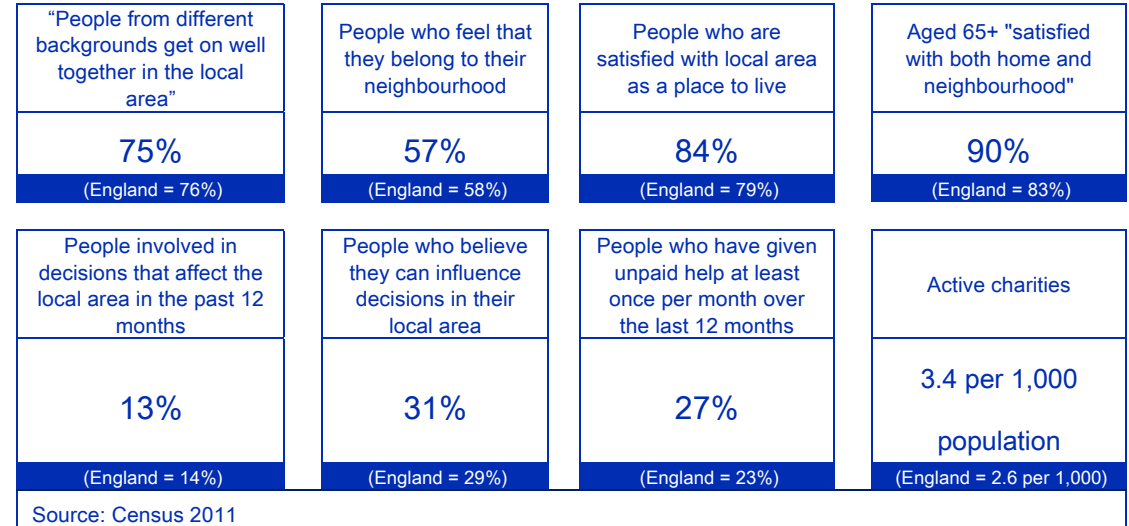 “People from different
backgrounds get on well
together in the local
area”
75%
(England = 76%)
People who feel that
they belong to their
neighbourhood
57%
(England = 58%)
People who are
satisfied with local area
as a place to live
84%
(England = 79%)
Aged 65+ "satisfied
with both home and
neighbourhood"
90%
(England = 83%)
People involved in
decisions that affect the
local area in the past 12
months
13%
(England = 14%)
People who believe
they can influence
decisions in their
local area
31%
(England = 29%)
People who have given
unpaid help at least
once per month over
the last 12 months
27%
(England = 23%)
Active charities
3.4 per 1,000
population
(England = 2.6 per 1,000)
Source: Census 2011